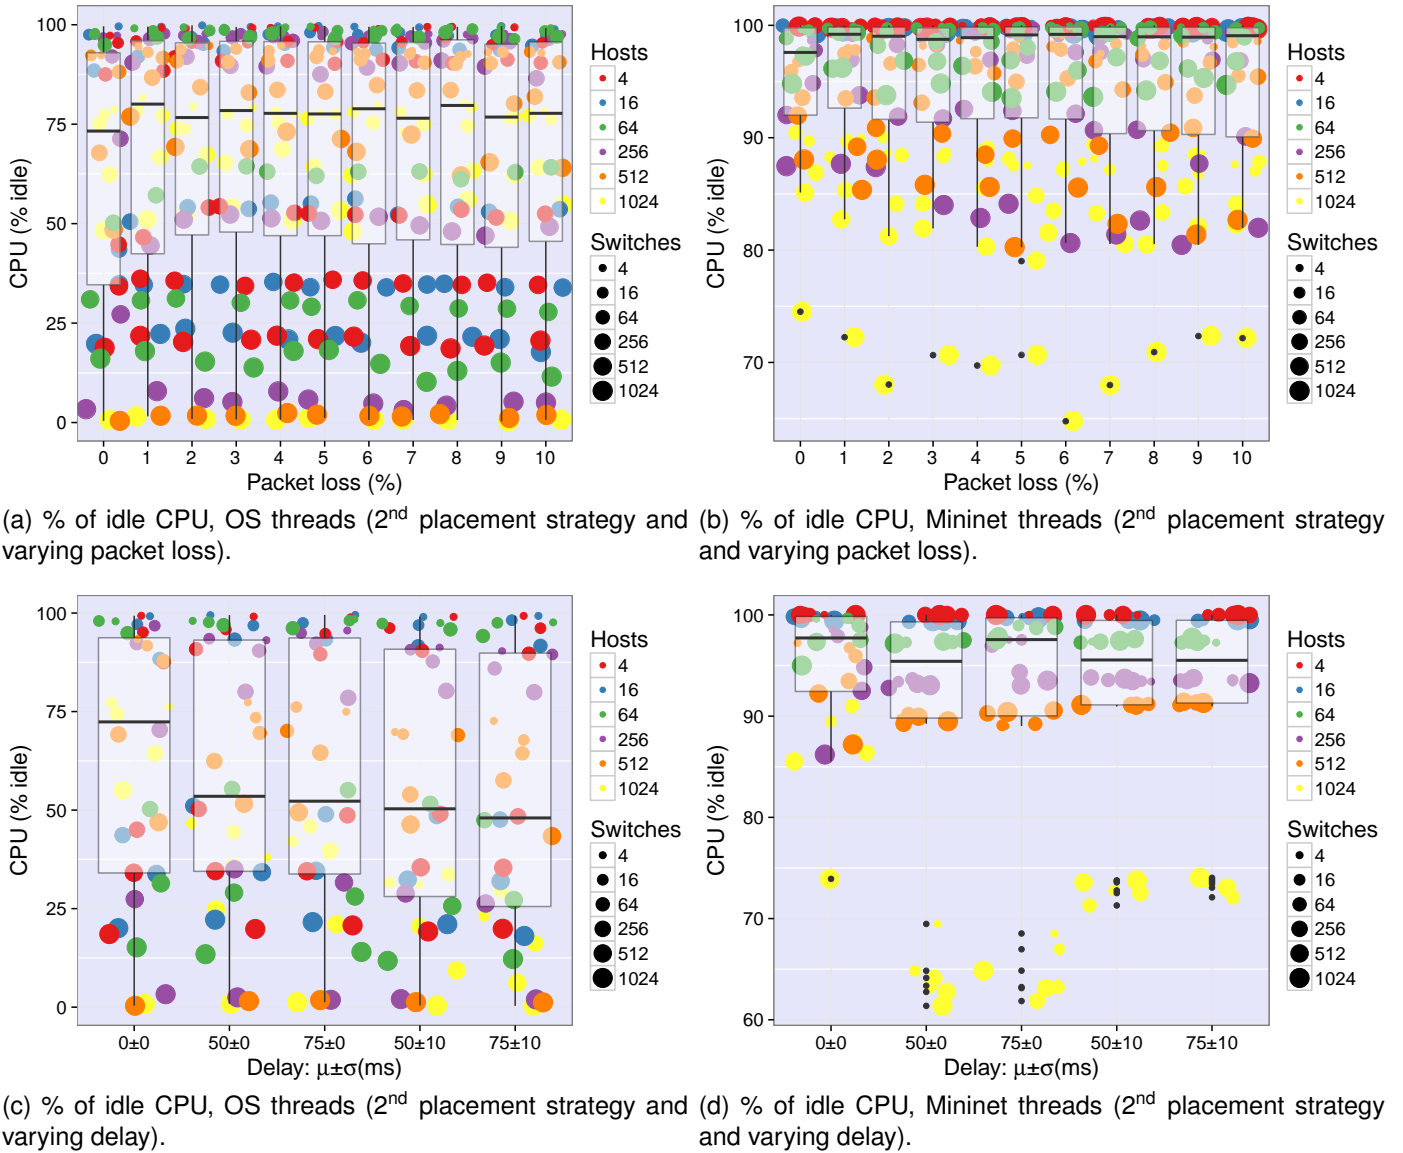 100
75
50
25
0
CPU (% idle)
0 1 2 3 4 5 6 7 8 9 10
Packet loss (%)
Hosts
4
16
64
256
512
1024
Switches
4
16
64
256
512
1024
(a) % of idle CPU, OS threads (2nd placement strategy and
varying packet loss).
100
90
80
70
CPU (% idle)
0 1 2 3 4 5 6 7 8 9 10
Packet loss (%)
Hosts
4
16
64
256
512
1024
Switches
4
16
64
256
512
1024
(b) % of idle CPU, Mininet threads (2nd placement strategy
and varying packet loss).
100
75
50
25
0
CPU (% idle)
0±0 50±0 75±0 50±10 75±10
Delay: μ±σ(ms)
Hosts
4
16
64
256
512
1024
Switches
4
16
64
256
512
1024
(c) % of idle CPU, OS threads (2nd placement strategy and
varying delay).
100
90
80
70
60
CPU (% idle)
0±0 50±0 75±0 50±10 75±10
Delay: μ±σ(ms)
Hosts
4
16
64
256
512
1024
Switches
4
16
64
256
512
1024
(d) % of idle CPU, Mininet threads (2nd placement strategy
and varying delay).